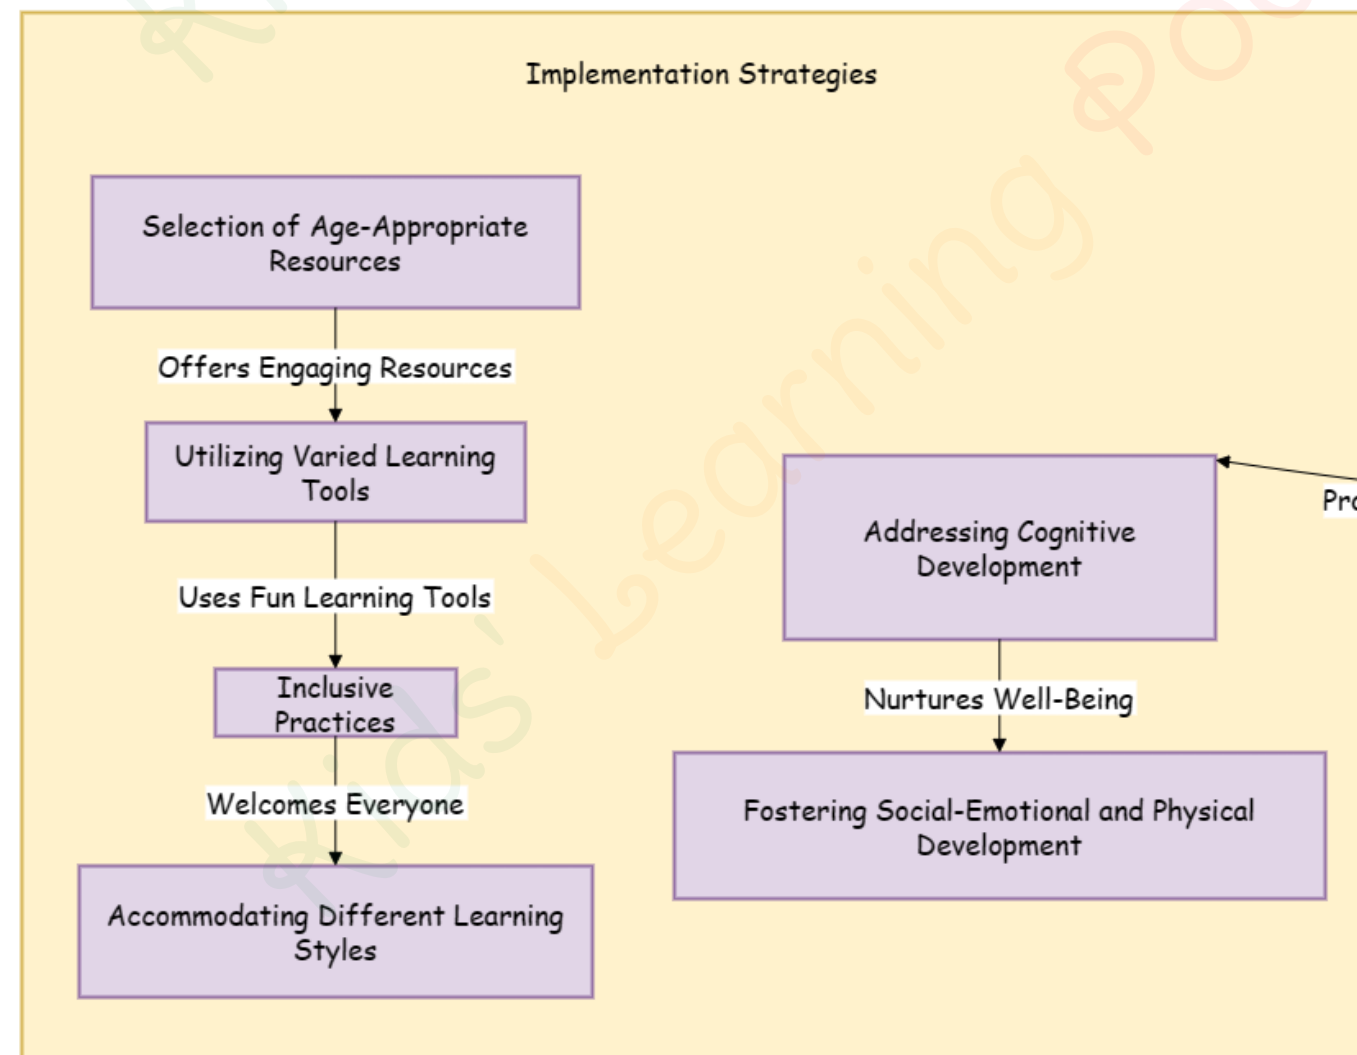 Implementation Strategies
Selection of Age-Appropriate
Resources
Offers Engaging Resources
Utilizing Varied Learning
Tools
Uses Fun Learning Tools
Inclusive
Practices
Welcomes Everyone
Accommodating Different Learning
Styles
Addressing Cognitive
Development
Nurtures Well-Being
Fostering Social-Emotional and Physical
Development
Kids' Learning